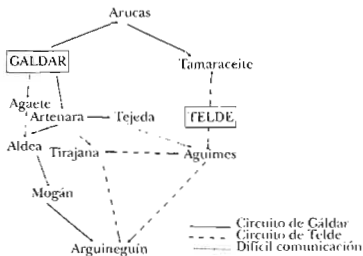 Arucas
GÁLDAR
Tamaraceite
Agaete
Artenara
Tejeda
TELDE
Aldea
Tirajana
Agüimes
Mogán
Arguineguín
Circuito de Gáldar
Circuito de Telde
Difícil comunicación